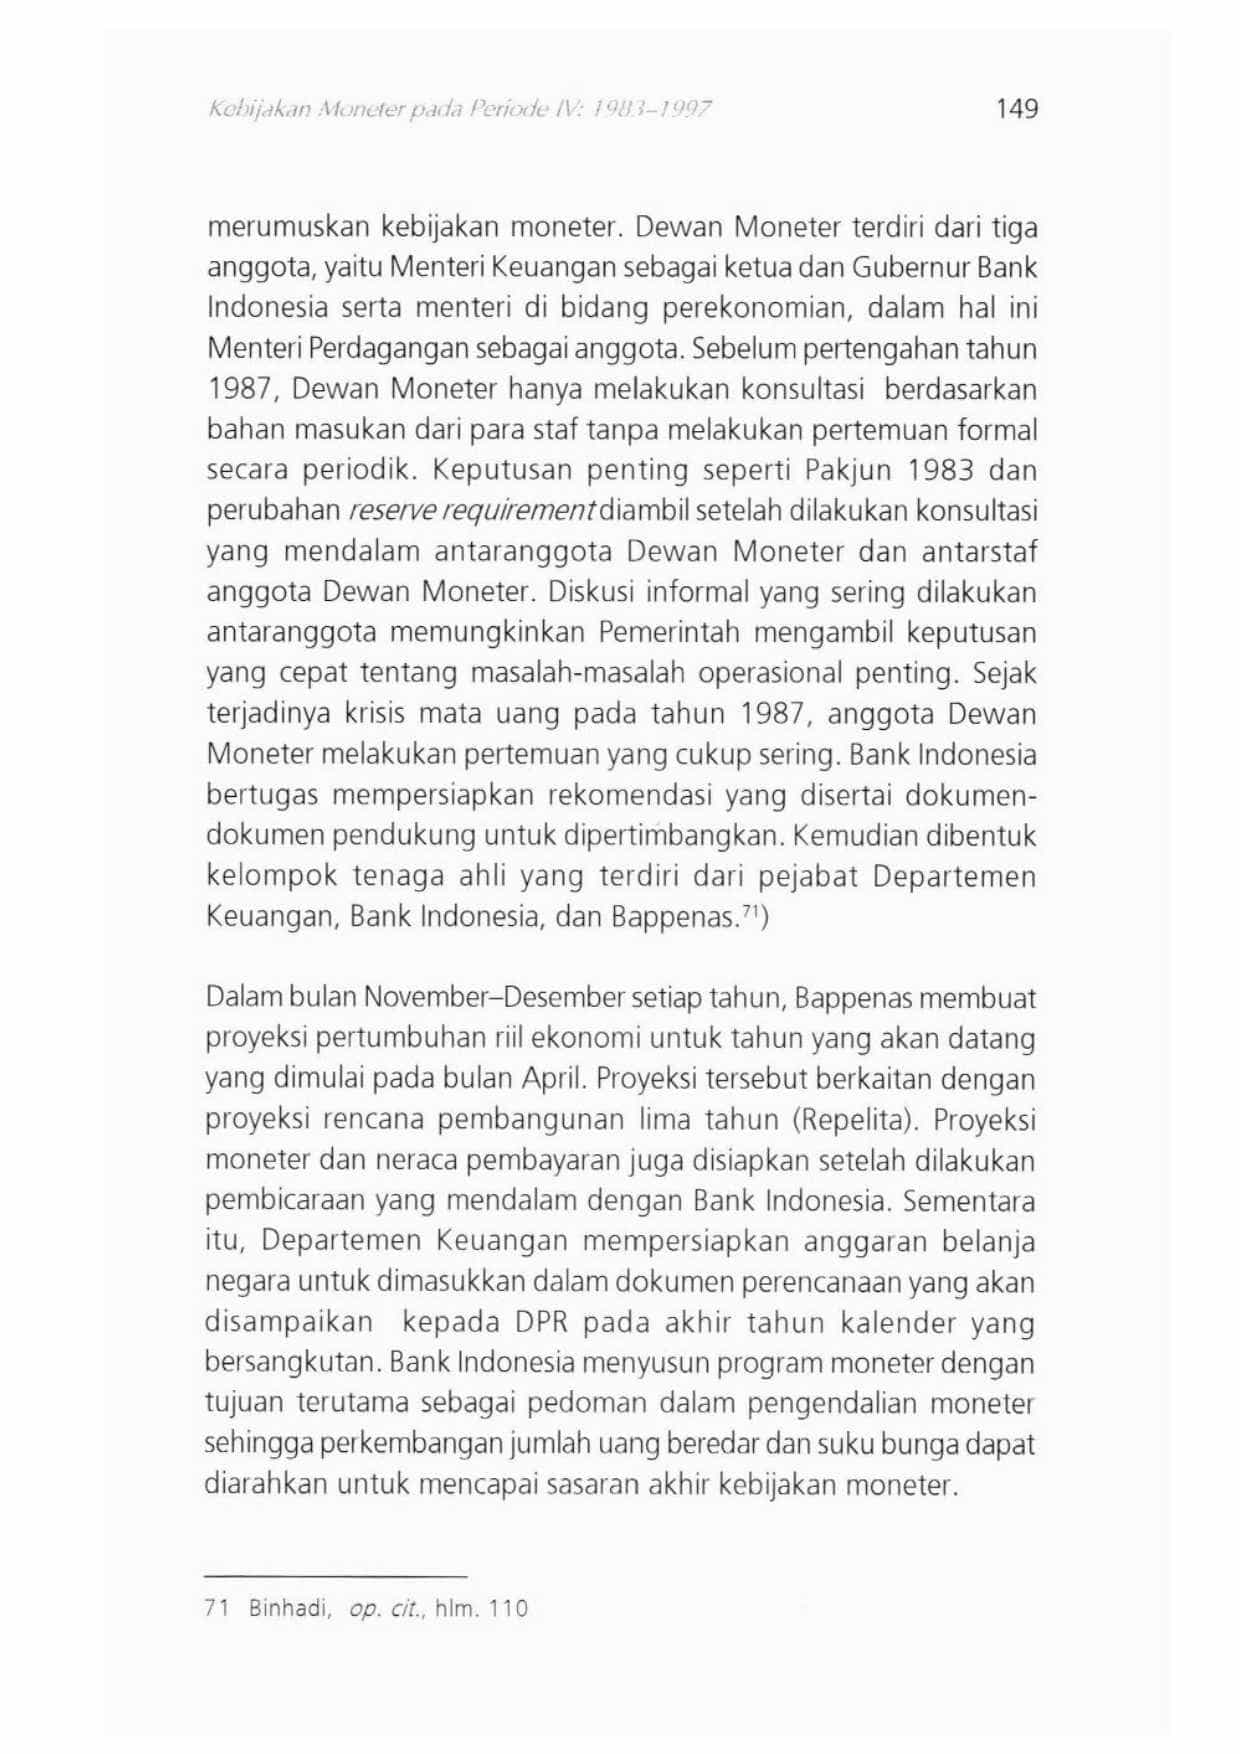 Kebijakan Moneter pada Periode IV: 1983–1997
149
merumuskan kebijakan moneter. Dewan Moneter terdiri dari tiga
anggota, yaitu Menteri Keuangan sebagai ketua dan Gubernur Bank
Indonesia serta menteri di bidang perekonomian, dalam hal ini
Menteri Perdagangan sebagai anggota. Sebelum pertengahan tahun
1987, Dewan Moneter hanya melakukan konsultasi berdasarkan
bahan masukan dari para staf tanpa melakukan pertemuan formal
secara periodik. Keputusan penting seperti Pakjun 1983 dan
perubahan reserve requirement diambil setelah dilakukan konsultasi
yang mendalam antaranggota Dewan Moneter dan antarstaf
anggota Dewan Moneter. Diskusi informal yang sering dilakukan
antaranggota memungkinkan Pemerintah mengambil keputusan
yang cepat tentang masalah-masalah operasional penting. Sejak
terjadinya krisis mata uang pada tahun 1987, anggota Dewan
Moneter melakukan pertemuan yang cukup sering. Bank Indonesia
bertugas mempersiapkan rekomendasi yang disertai dokumen-
dokumen pendukung untuk dipertimbangkan. Kemudian dibentuk
kelompok tenaga ahli yang terdiri dari pejabat Departemen
Keuangan, Bank Indonesia, dan Bappenas.⁷¹)
Dalam bulan November–Desember setiap tahun, Bappenas membuat
proyeksi pertumbuhan riil ekonomi untuk tahun yang akan datang
yang dimulai pada bulan April. Proyeksi tersebut berkaitan dengan
proyeksi rencana pembangunan lima tahun (Repelita). Proyeksi
moneter dan neraca pembayaran juga disiapkan setelah dilakukan
pembicaraan yang mendalam dengan Bank Indonesia. Sementara
itu, Departemen Keuangan mempersiapkan anggaran belanja
negara untuk dimasukkan dalam dokumen perencanaan yang akan
disampaikan kepada DPR pada akhir tahun kalender yang
bersangkutan. Bank Indonesia menyusun program moneter dengan
tujuan terutama sebagai pedoman dalam pengendalian moneter
sehingga perkembangan jumlah uang beredar dan suku bunga dapat
diarahkan untuk mencapai sasaran akhir kebijakan moneter.
71 Binhadi, op. cit., hlm. 110